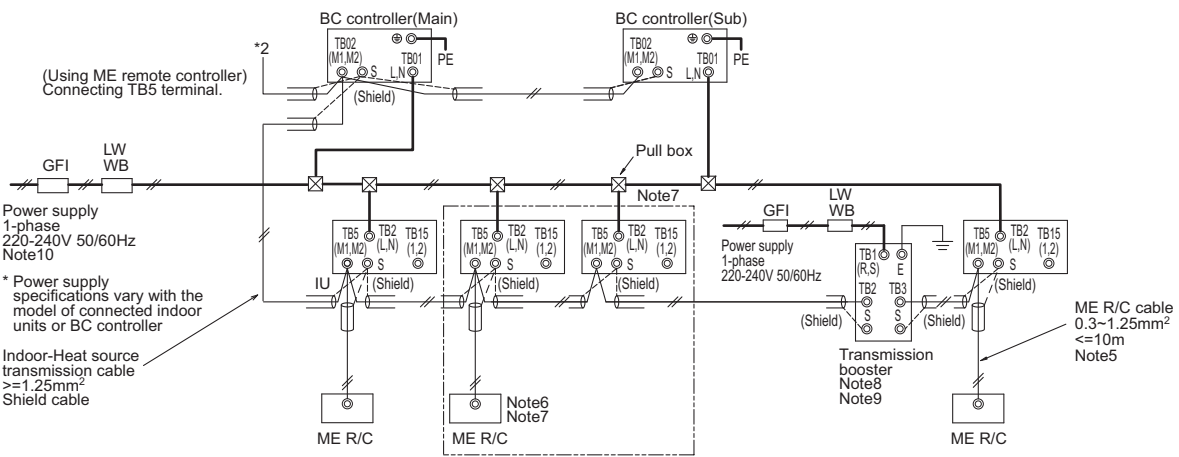 BC controller(Main)
BC controller(Sub)
*2
TB02
(M1,M2)
S
TB01
L,N
PE
TB02
(M1,M2)
S
TB01
L,N
PE
(Using ME remote controller)
Connecting TB5 terminal.
(Shield)
(Shield)
Pull box
GFI
LW
WB
Note7
Power supply
1-phase
220-240V 50/60Hz
Note10
* Power supply
specifications vary with the
model of connected indoor
units or BC controller
Indoor-Heat source
transmission cable
>=1.25mm²
Shield cable
TB5
(M1,M2)
TB2
(L,N)
TB15
(1,2)
S
IU
(Shield)
TB5
(M1,M2)
TB2
(L,N)
TB15
(1,2)
S
(Shield)
TB5
(M1,M2)
TB2
(L,N)
TB15
(1,2)
S
(Shield)
GFI
LW
WB
Power supply
1-phase
220-240V 50/60Hz
TB1
(R,S)
E
TB2
TB3
S
S
(Shield)
(Shield)
Transmission
booster
Note8
Note9
TB5
(M1,M2)
TB2
(L,N)
TB15
(1,2)
S
(Shield)
ME R/C cable
0.3~1.25mm²
<=10m
Note5
ME R/C
Note6
Note7
ME R/C
ME R/C